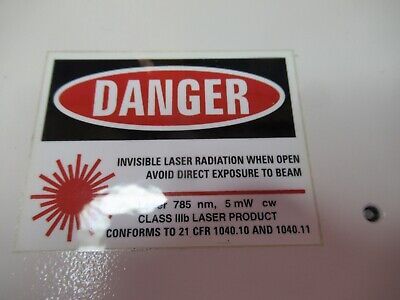 DANGER
INVISIBLE LASER RADIATION WHEN OPEN
AVOID DIRECT EXPOSURE TO BEAM
785 nm, 5 mW cw
CLASS IIIb LASER PRODUCT
CONFORMS TO 21 CFR 1040.10 AND 1040.11